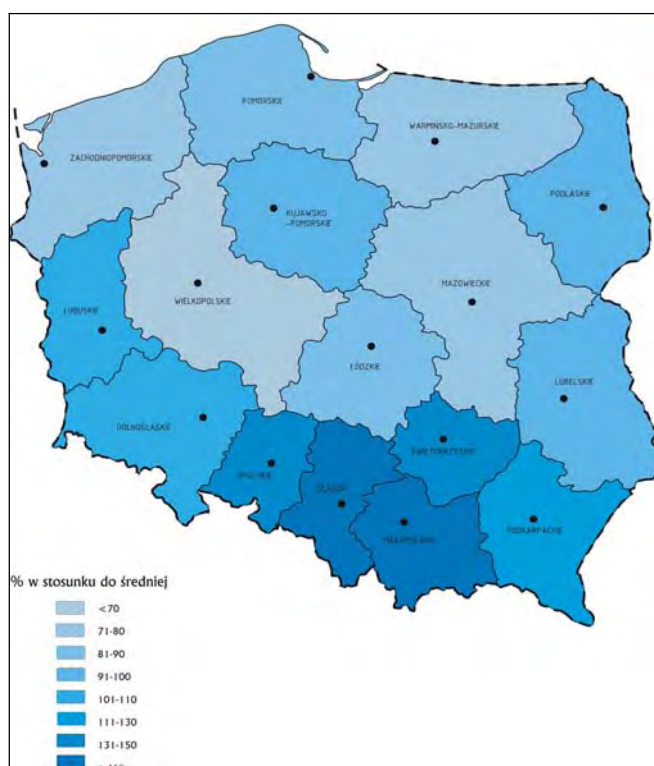 POMORSKIE
WARMIŃSKO-MAZURSKIE
ZACHODNIOPOMORSKIE
PODLASKIE
KUJAWSKO
-POMORSKIE
MAZOWIECKIE
WIELKOPOLSKIE
LUBUSKIE
ŁÓDZKIE
LUBELSKIE
DOLNOŚLĄSKIE
ŚWIĘTOKRZYSKIE
OPOLSKIE
ŚLĄSKIE
PODKARPACKIE
MAŁOPOLSKIE
% w stosunku do średniej
<70
71-80
81-90
91-100
101-110
111-130
131-150